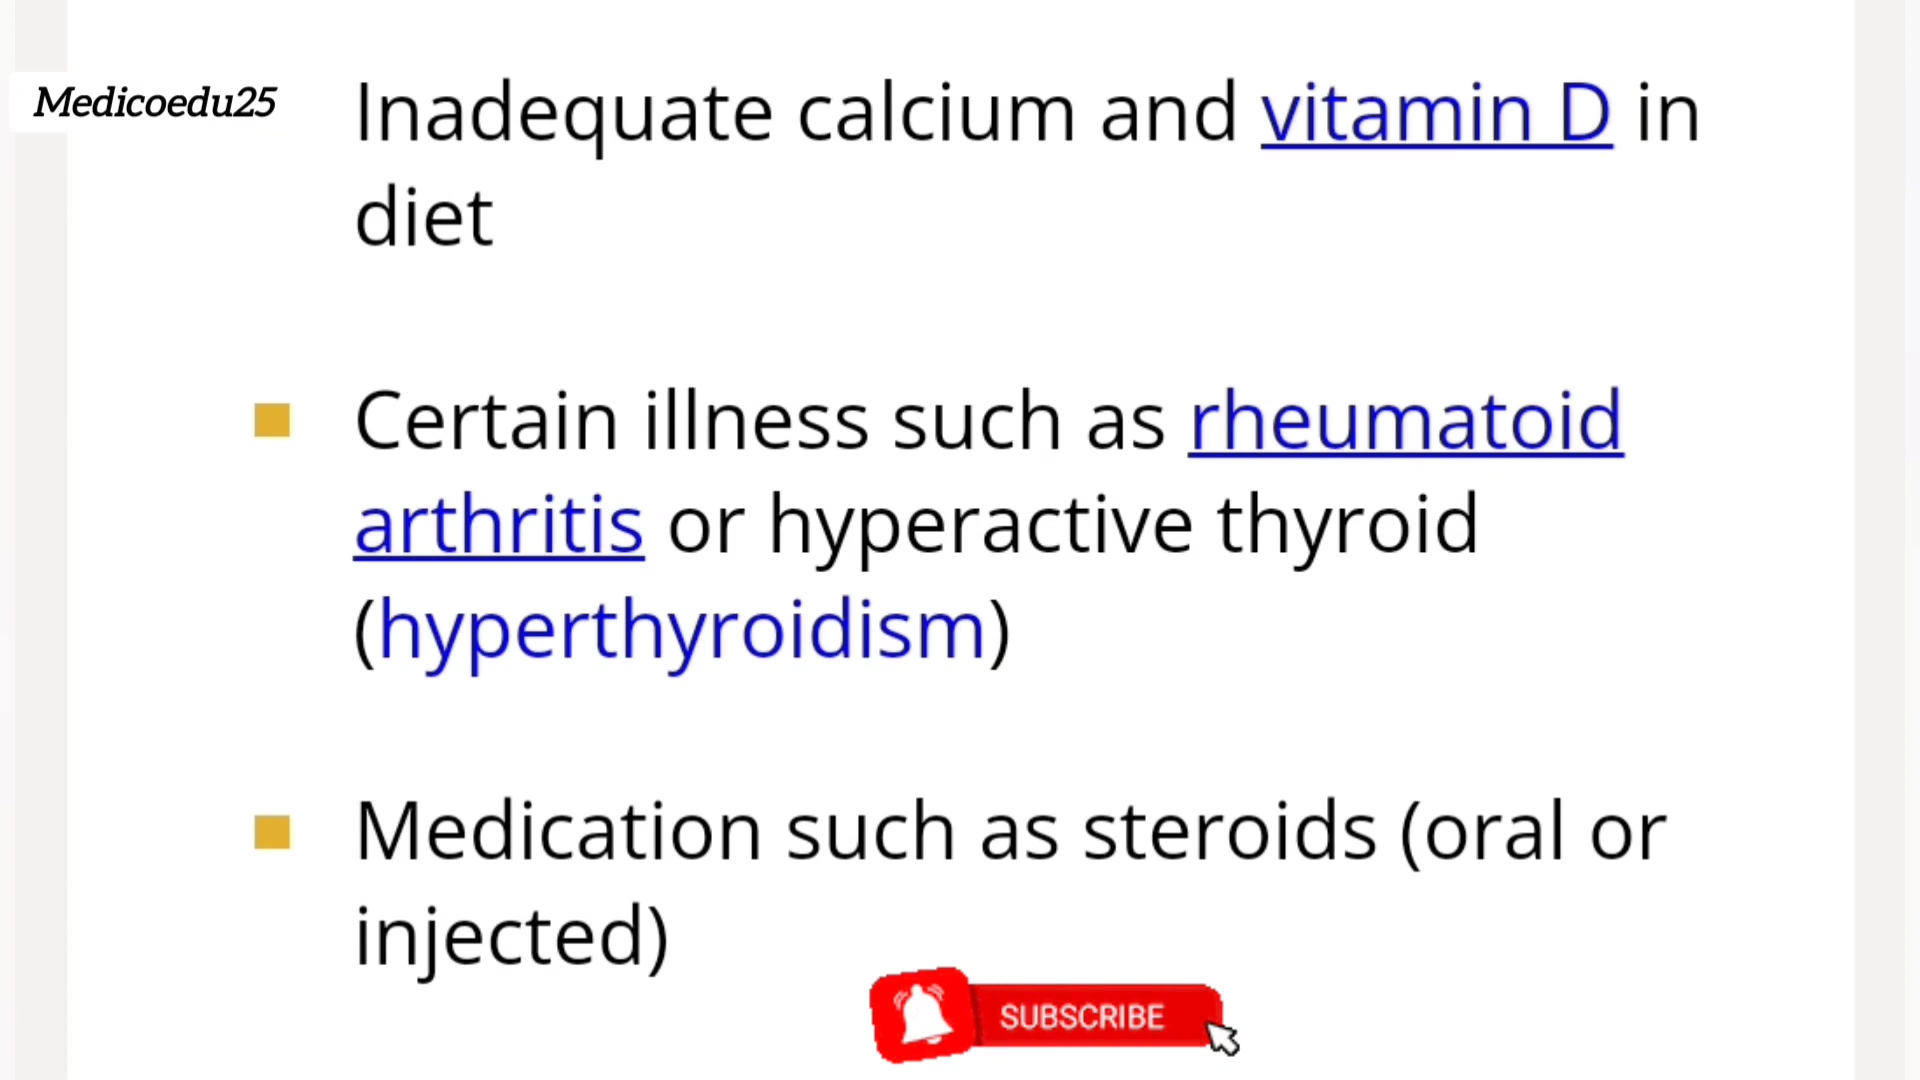 Medicoedu25
Inadequate calcium and vitamin D in
diet
Certain illness such as rheumatoid
arthritis or hyperactive thyroid
(hyperthyroidism)
Medication such as steroids (oral or
injected)
SUBSCRIBE